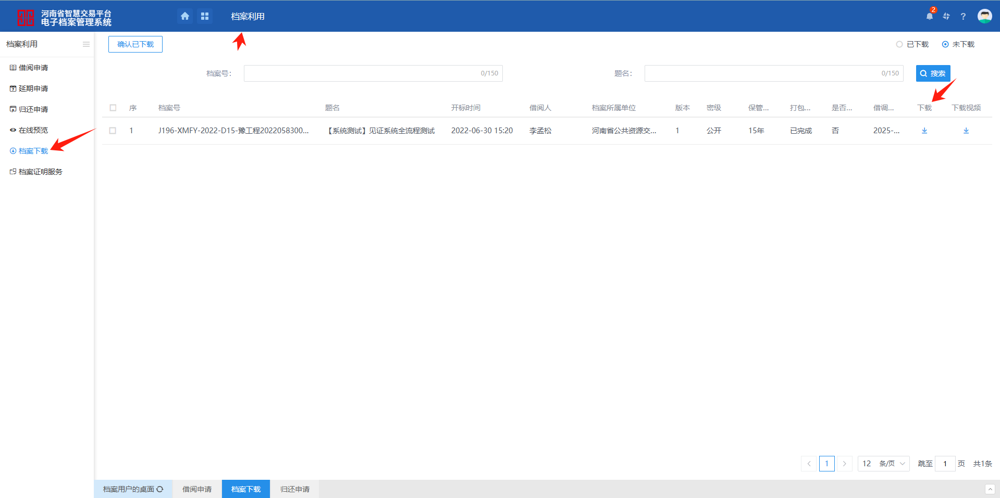 河南省智慧交易平台
电子档案管理系统
档案利用
2
?
档案利用
借阅申请
延期申请
归还申请
在线预览
档案下载
档案证明服务
确认已下载
已下载
未下载
档案号:
0/150
题名:
0/150
搜索
序 档案号 题名 开标时间 借阅人 档案所属单位 版本 密级 保管... 打包... 是否... 借调... 下载 下载视频
1 J196-XMFY-2022-D15-豫工程2022058300... 【系统测试】见证系统全流程测试 2022-06-30 15:20 李孟松 河南省公共资源交... 1 公开 15年 已完成 否 2025-...
1 12 条/页 跳至 1 页 共1条
档案用户的桌面 借阅申请 档案下载 归还申请